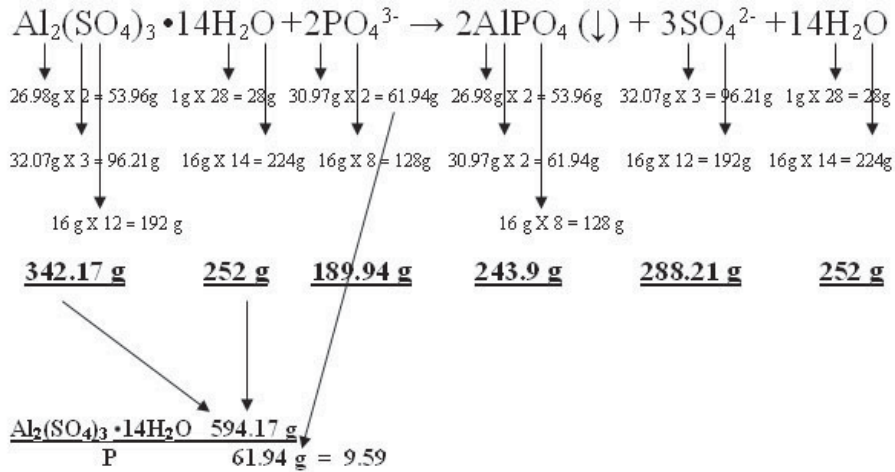 Al₂(SO₄)₃ •14H₂O +2PO₄³⁻ → 2AlPO₄ (↓) + 3SO₄²⁻ +14H₂O
26.98g X 2 = 53.96g 1g X 28 = 28g 30.97g X 2 = 61.94g 26.98g X 2 = 53.96g 32.07g X 3 = 96.21g 1g X 28 = 28g
32.07g X 3 = 96.21g 16g X 14 = 224g 16g X 8 = 128g 30.97g X 2 = 61.94g 16g X 12 = 192g 16g X 14 = 224g
16 g X 12 = 192 g 16 g X 8 = 128 g
342.17 g 252 g 189.94 g 243.9 g 288.21 g 252 g
Al₂(SO₄)₃ •14H₂O 594.17 g
P 61.94 g = 9.59